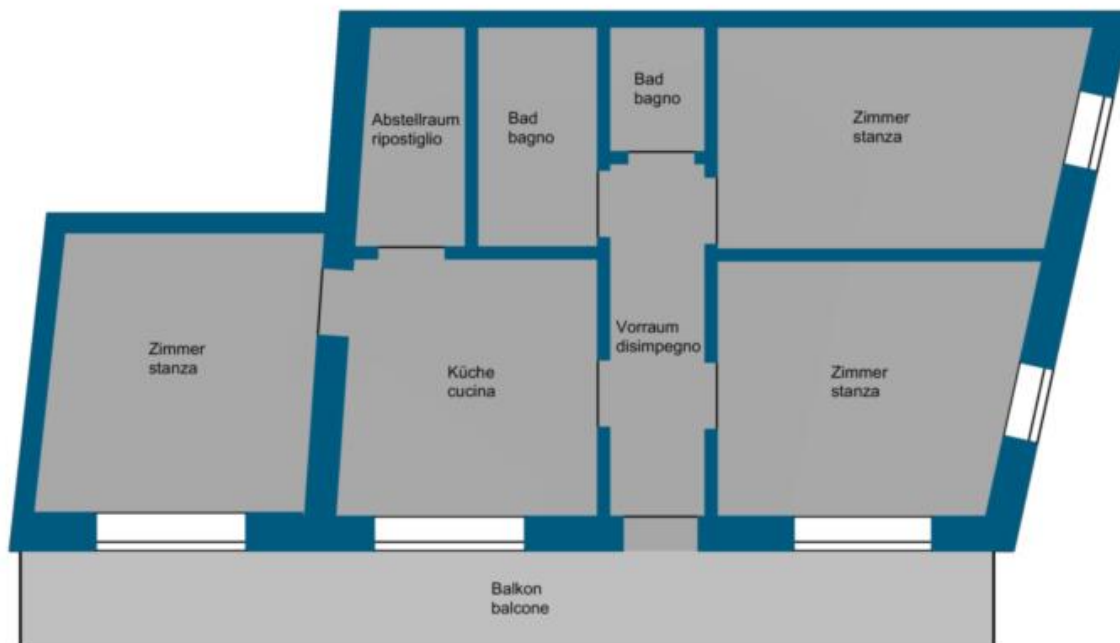 Abstellraum
ripostiglio
Bad
bagno
Bad
bagno
Zimmer
stanza
Zimmer
stanza
Küche
cucina
Vorraum
disimpegno
Zimmer
stanza
Balkon
balcone